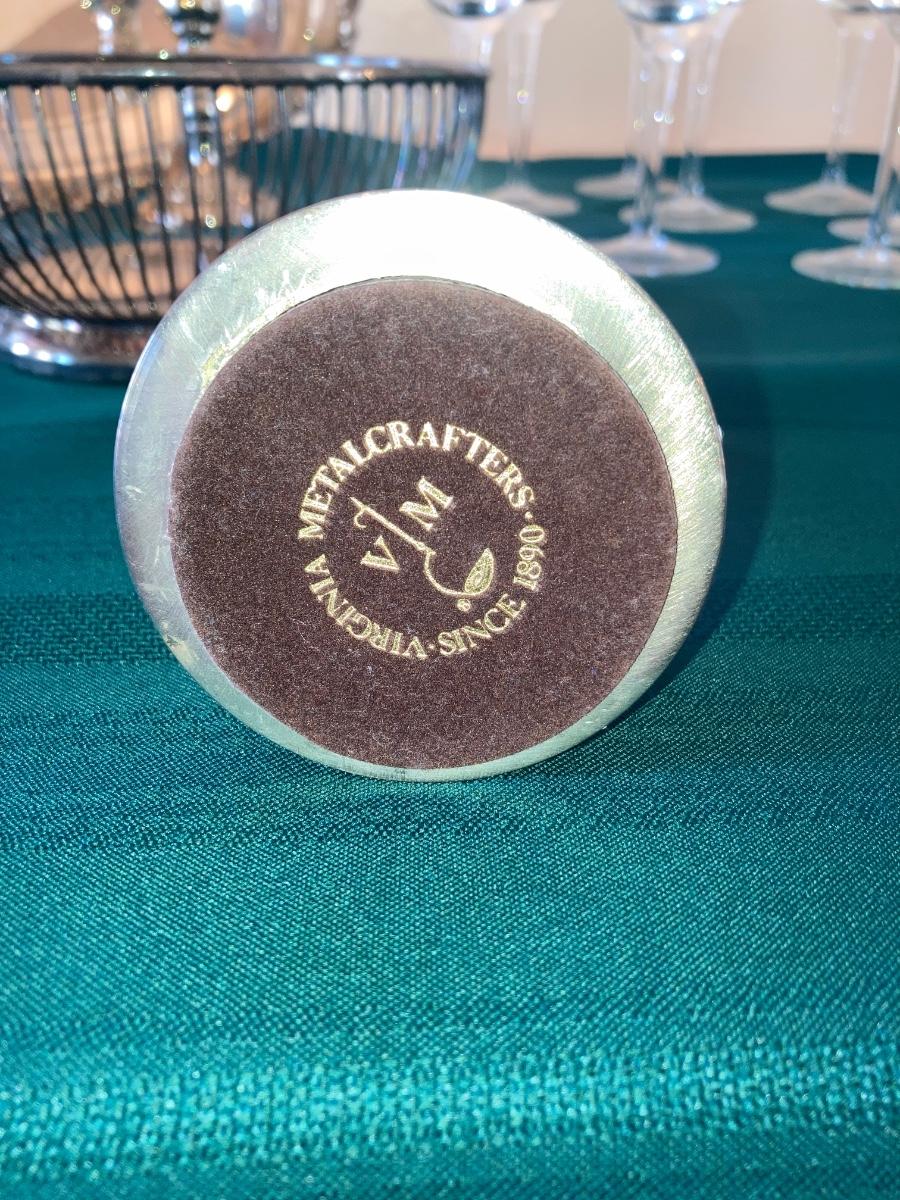 VIRGINIA METALCRAFTERS · SINCE 1890 ·
V M